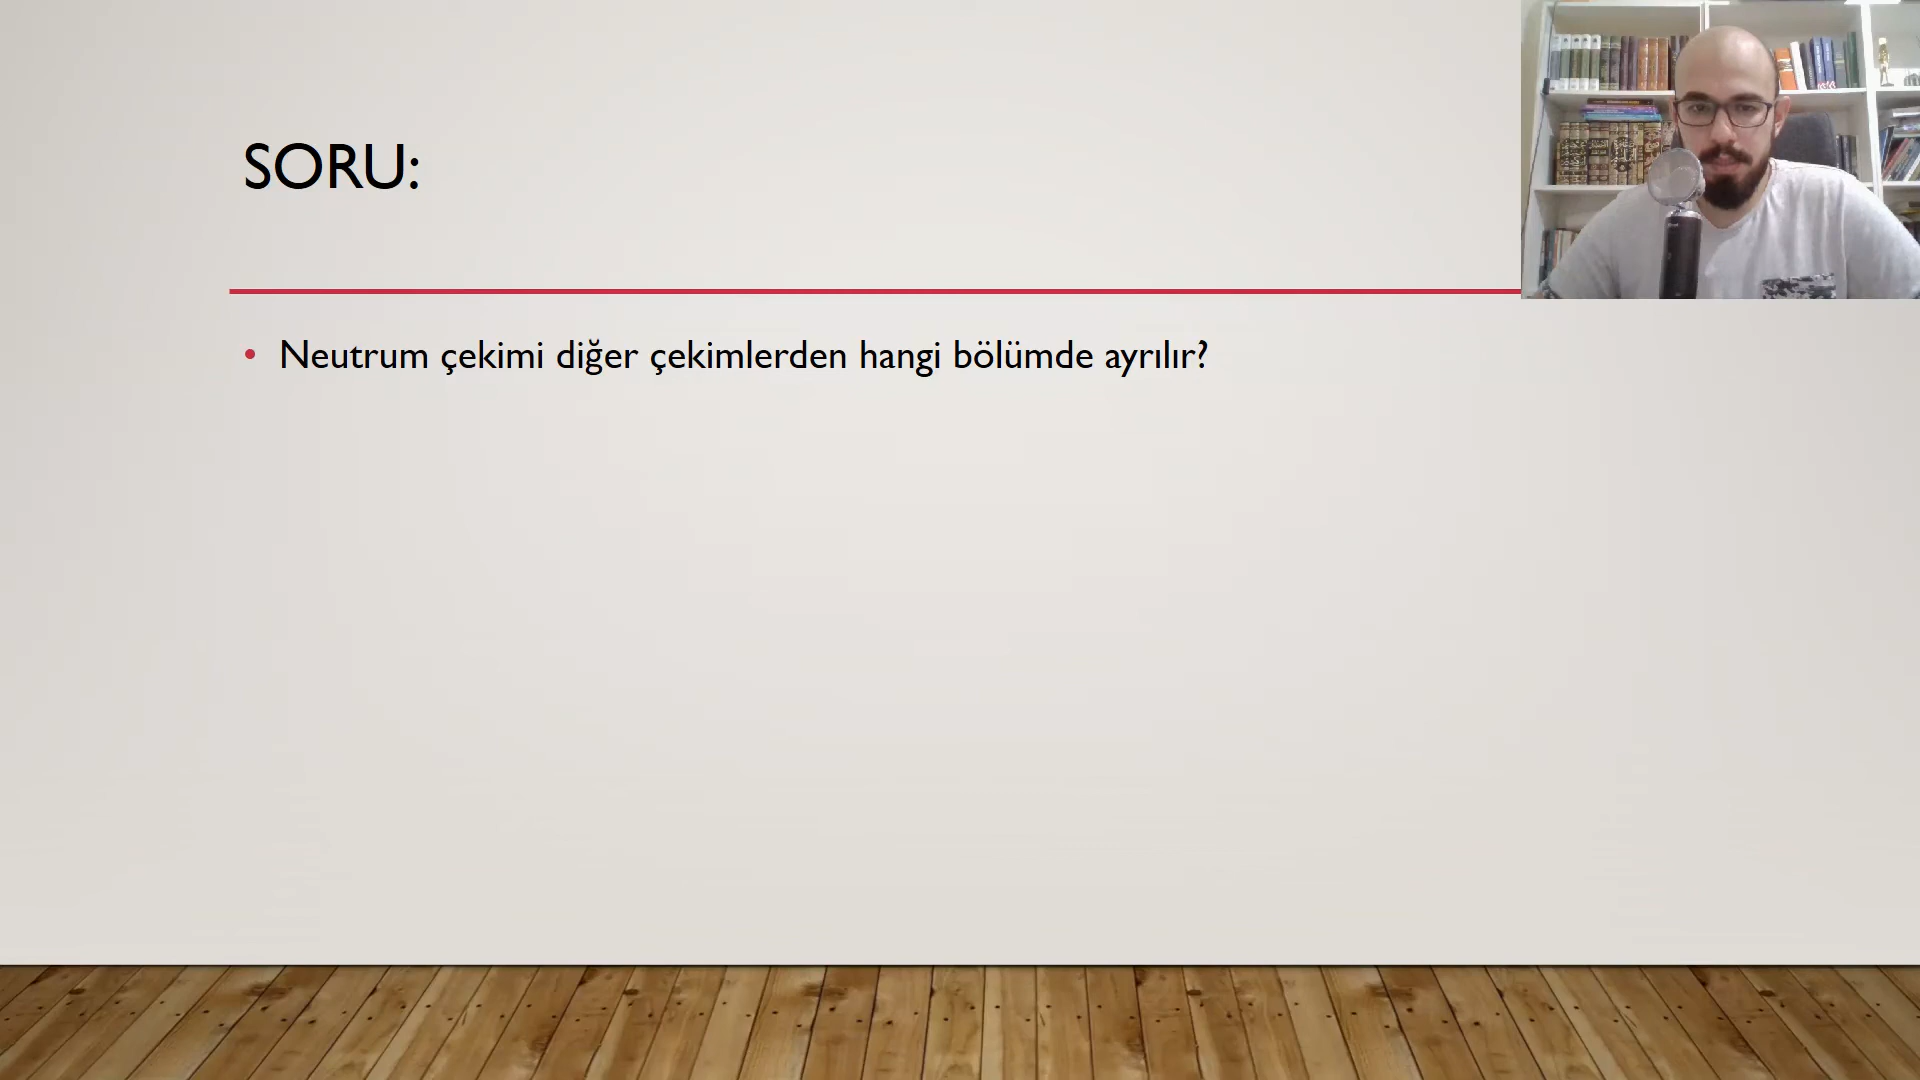 SORU:
• Neutrum çekimi diğer çekimlerden hangi bölümde ayrılır?